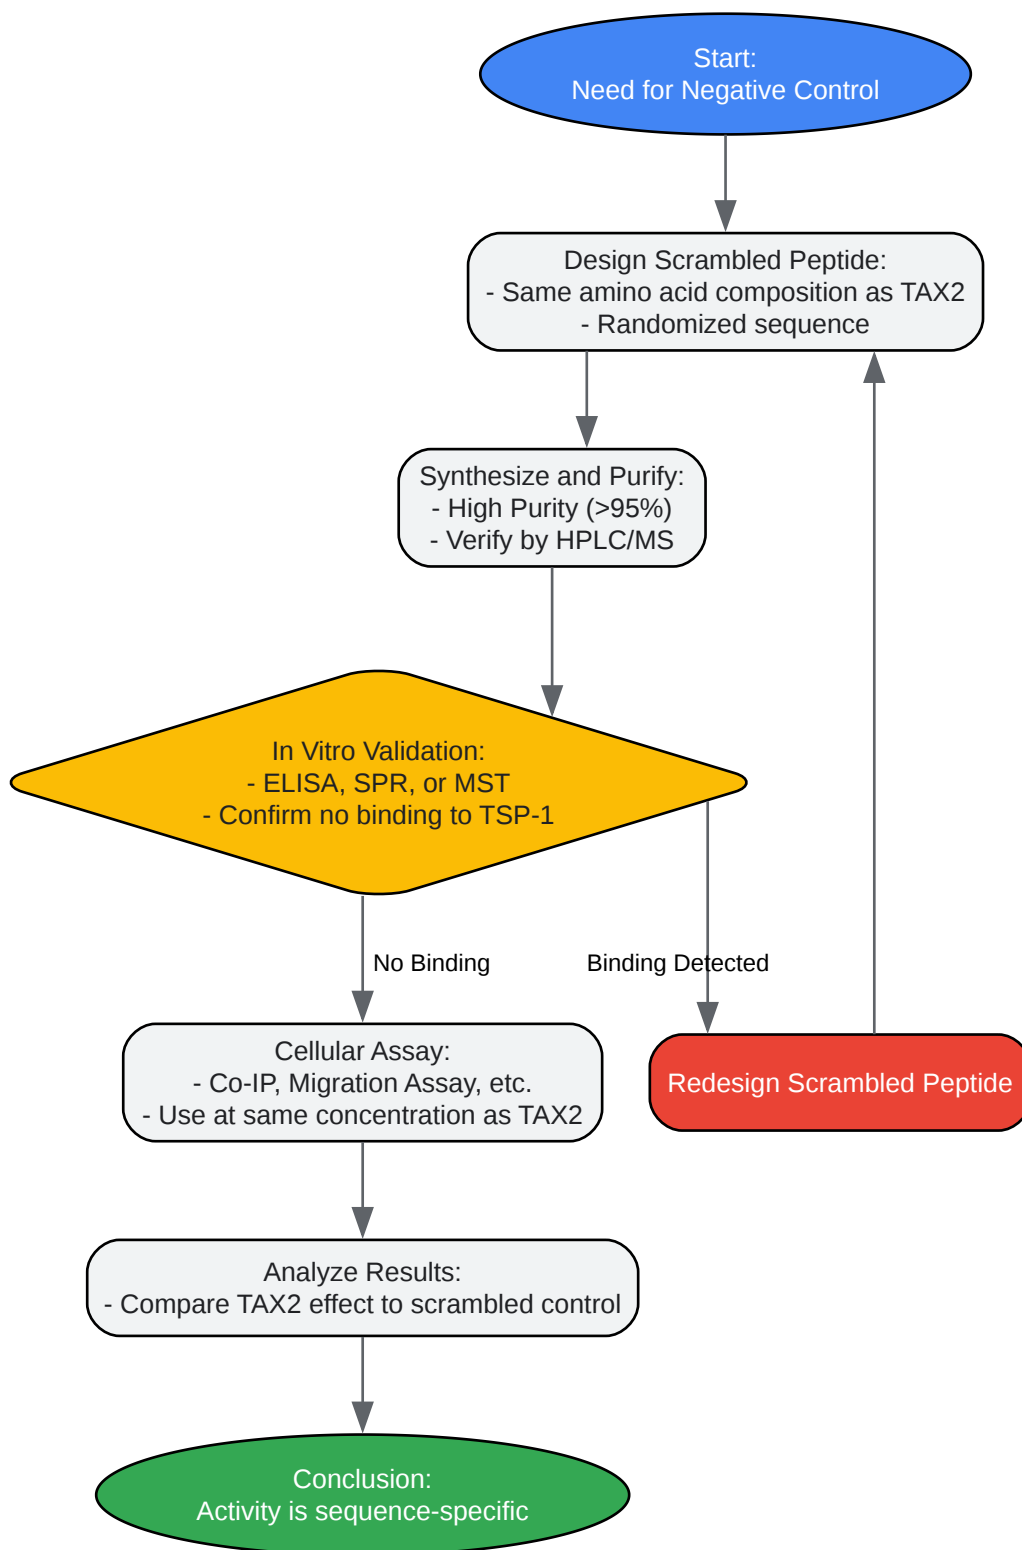 Start:
Need for Negative Control
Design Scrambled Peptide:
- Same amino acid composition as TAX2
- Randomized sequence
Synthesize and Purify:
- High Purity (>95%)
- Verify by HPLC/MS
In Vitro Validation:
- ELISA, SPR, or MST
- Confirm no binding to TSP-1
No Binding
Binding Detected
Cellular Assay:
- Co-IP, Migration Assay, etc.
- Use at same concentration as TAX2
Redesign Scrambled Peptide
Analyze Results:
- Compare TAX2 effect to scrambled control
Conclusion:
Activity is sequence-specific